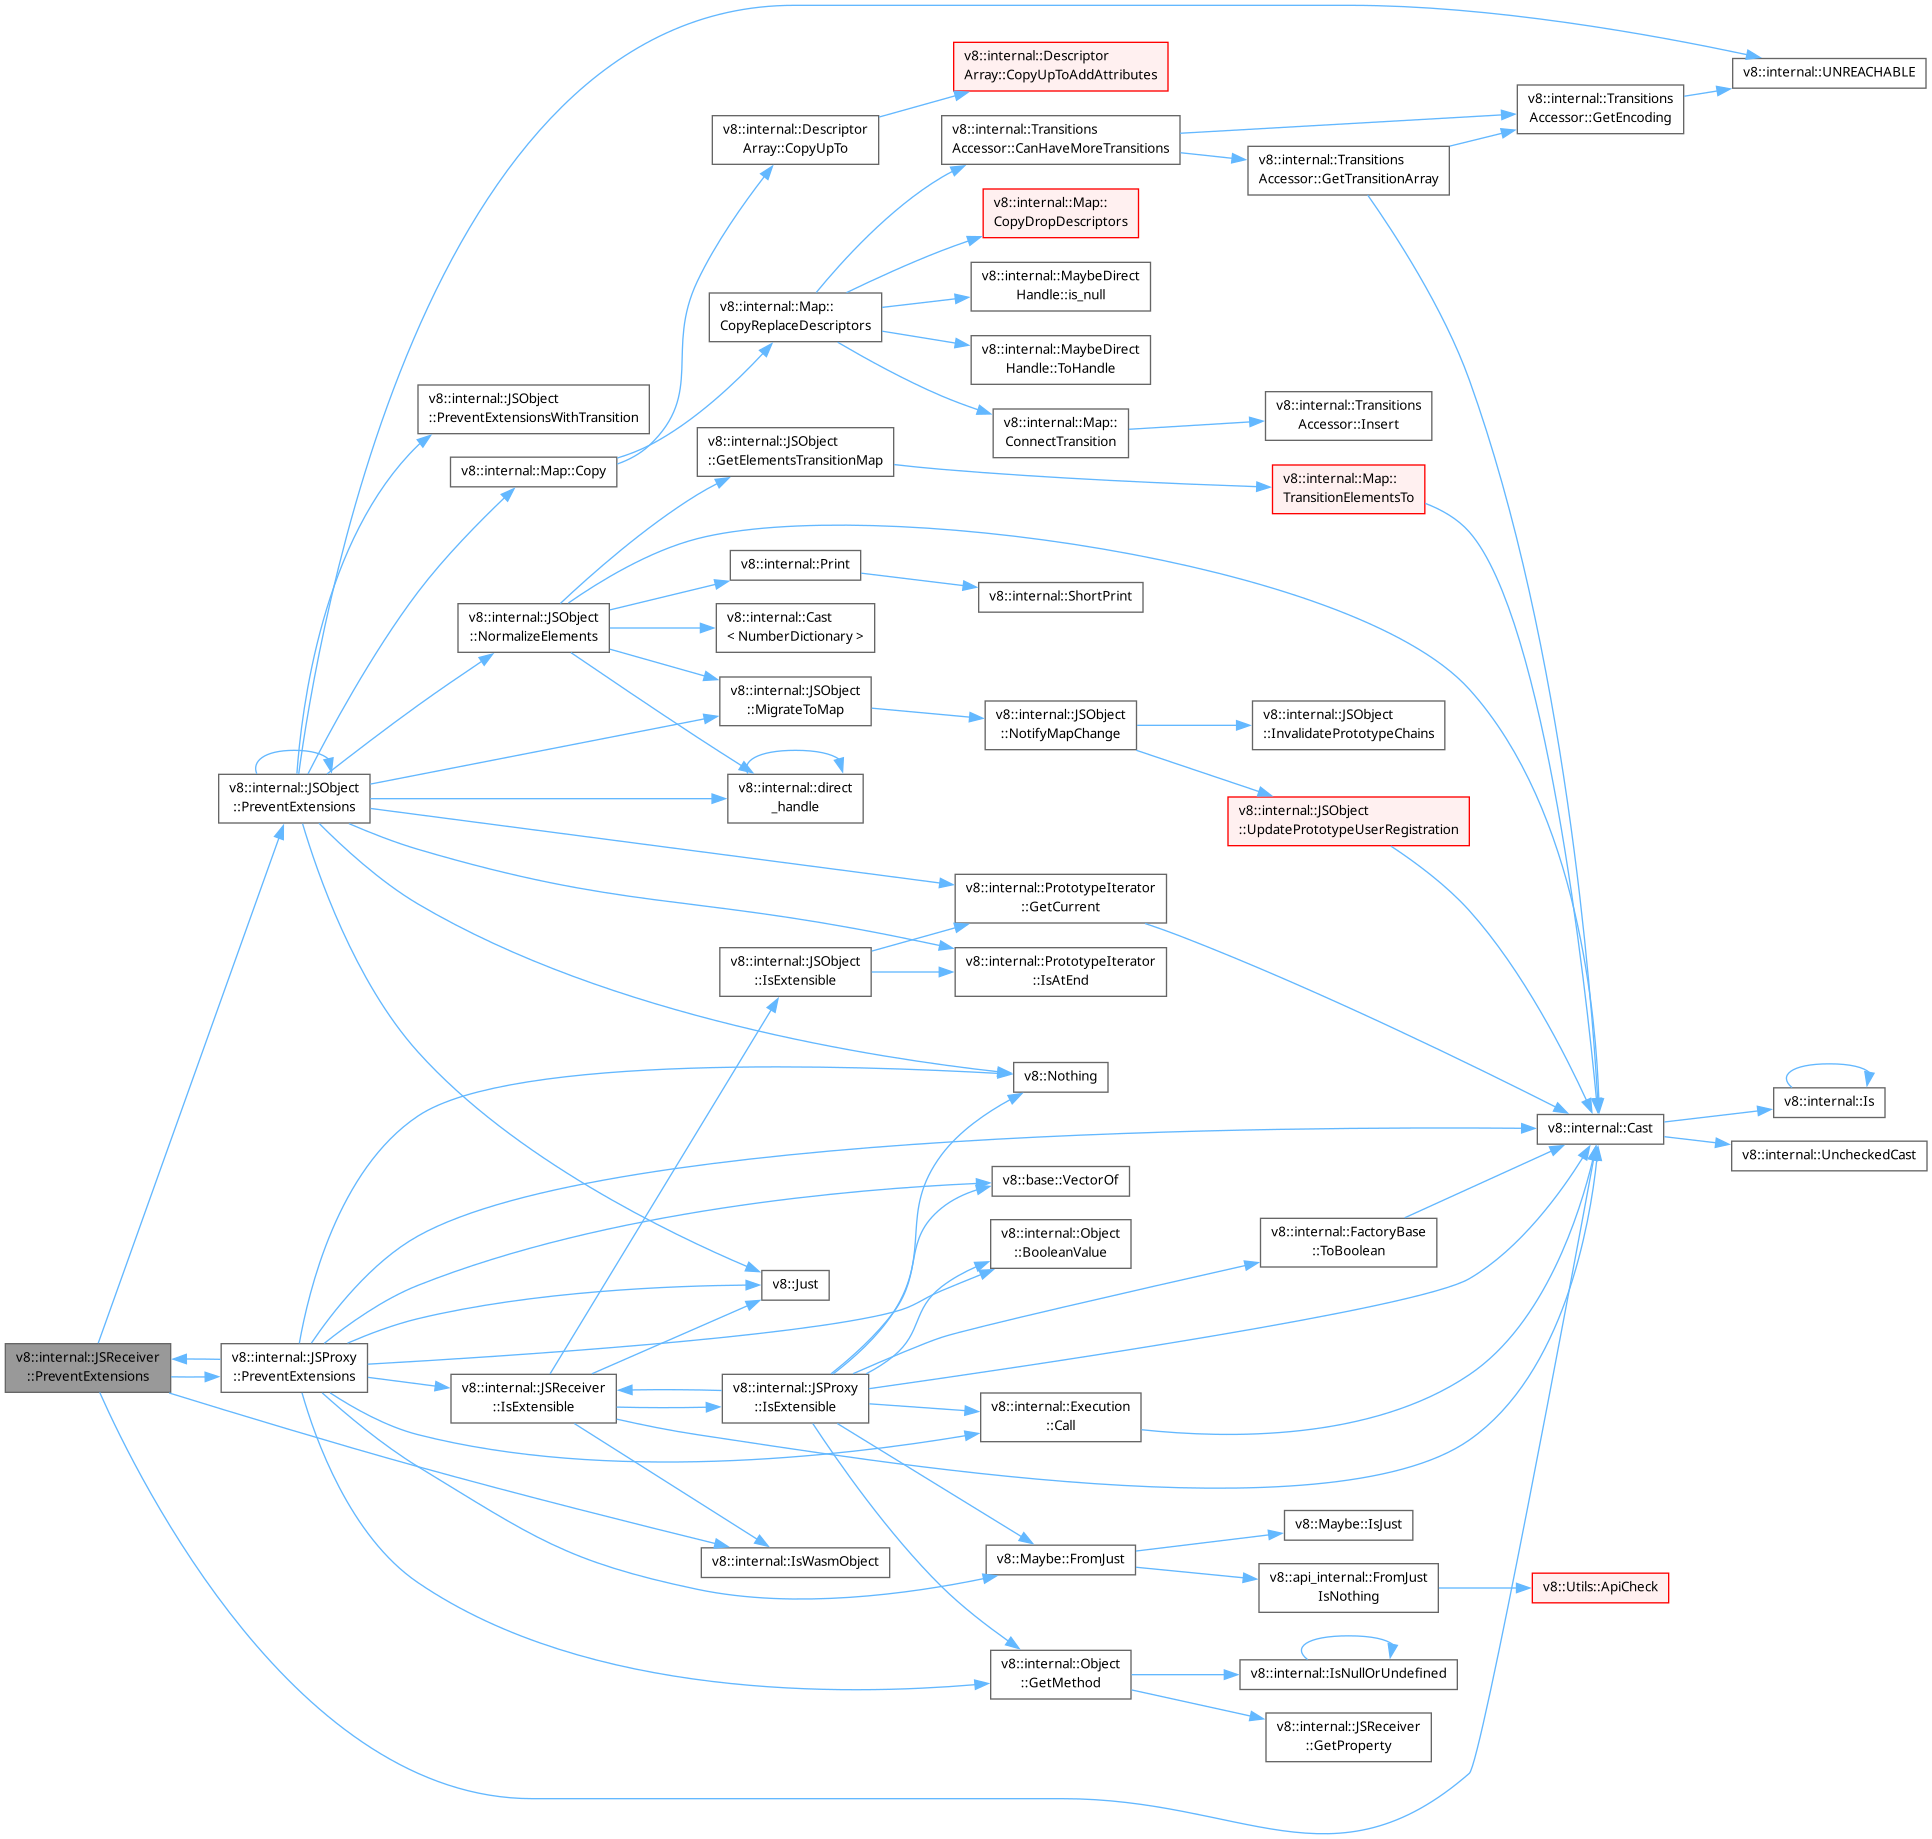 v8::internal::Descriptor
Array::CopyUpToAddAttributes
v8::internal::UNREACHABLE
v8::internal::Transitions
Accessor::GetEncoding
v8::internal::Descriptor
Array::CopyUpTo
v8::internal::Transitions
Accessor::CanHaveMoreTransitions
v8::internal::Transitions
Accessor::GetTransitionArray
v8::internal::Map::
CopyDropDescriptors
v8::internal::MaybeDirect
Handle::is_null
v8::internal::Map::
CopyReplaceDescriptors
v8::internal::MaybeDirect
Handle::ToHandle
v8::internal::JSObject
::PreventExtensionsWithTransition
v8::internal::Map::
ConnectTransition
v8::internal::Transitions
Accessor::Insert
v8::internal::JSObject
::GetElementsTransitionMap
v8::internal::Map::Copy
v8::internal::Map::
TransitionElementsTo
v8::internal::Print
v8::internal::ShortPrint
v8::internal::JSObject
::NormalizeElements
v8::internal::Cast
< NumberDictionary >
v8::internal::JSObject
::MigrateToMap
v8::internal::JSObject
::NotifyMapChange
v8::internal::JSObject
::InvalidatePrototypeChains
v8::internal::JSObject
::PreventExtensions
v8::internal::direct
_handle
v8::internal::JSObject
::UpdatePrototypeUserRegistration
v8::internal::PrototypeIterator
::GetCurrent
v8::internal::JSObject
::IsExtensible
v8::internal::PrototypeIterator
::IsAtEnd
v8::Nothing
v8::internal::Is
v8::internal::Cast
v8::internal::UncheckedCast
v8::base::VectorOf
v8::internal::Object
::BooleanValue
v8::internal::FactoryBase
::ToBoolean
v8::Just
v8::internal::JSReceiver
::PreventExtensions
v8::internal::JSProxy
::PreventExtensions
v8::internal::JSReceiver
::IsExtensible
v8::internal::JSProxy
::IsExtensible
v8::internal::Execution
::Call
v8::Maybe::IsJust
v8::internal::IsWasmObject
v8::Maybe::FromJust
v8::api_internal::FromJust
IsNothing
v8::Utils::ApiCheck
v8::internal::Object
::GetMethod
v8::internal::IsNullOrUndefined
v8::internal::JSReceiver
::GetProperty